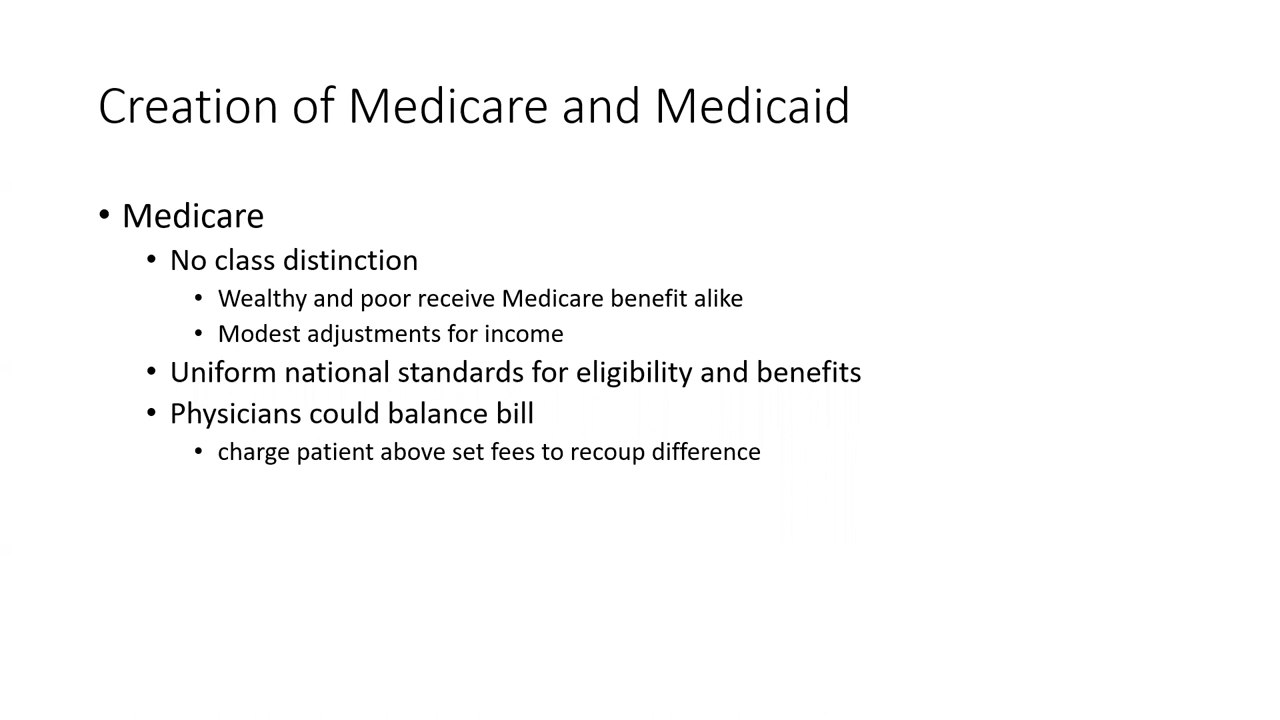 Creation of Medicare and Medicaid
• Medicare
• No class distinction
• Wealthy and poor receive Medicare benefit alike
• Modest adjustments for income
• Uniform national standards for eligibility and benefits
• Physicians could balance bill
• charge patient above set fees to recoup difference